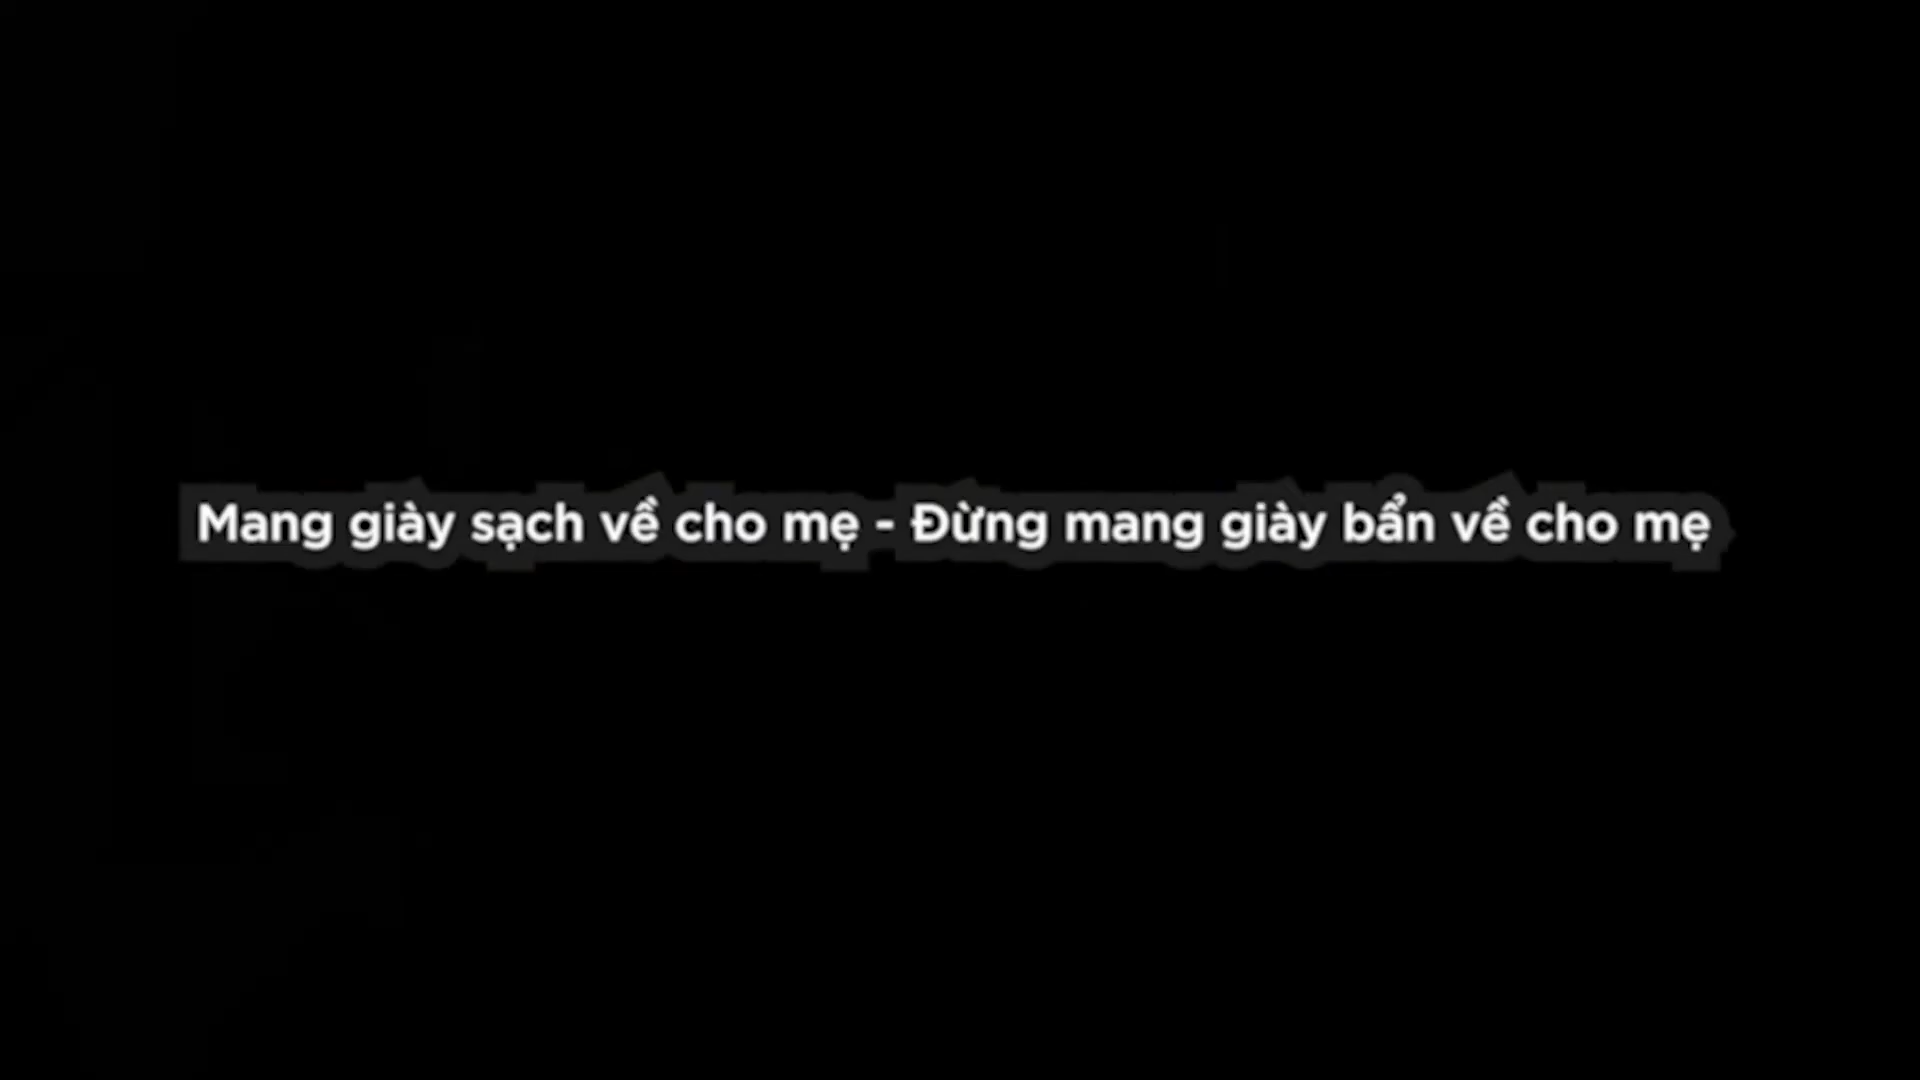 Mang giày sạch về cho mẹ - Đừng mang giày bẩn về cho mẹ